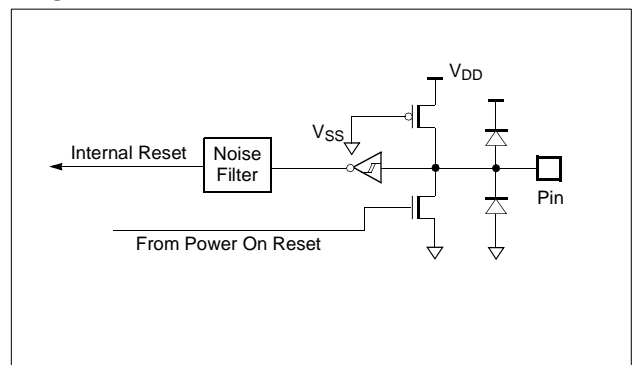 VDD
VSS
Internal Reset
Noise
Filter
Pin
From Power On Reset